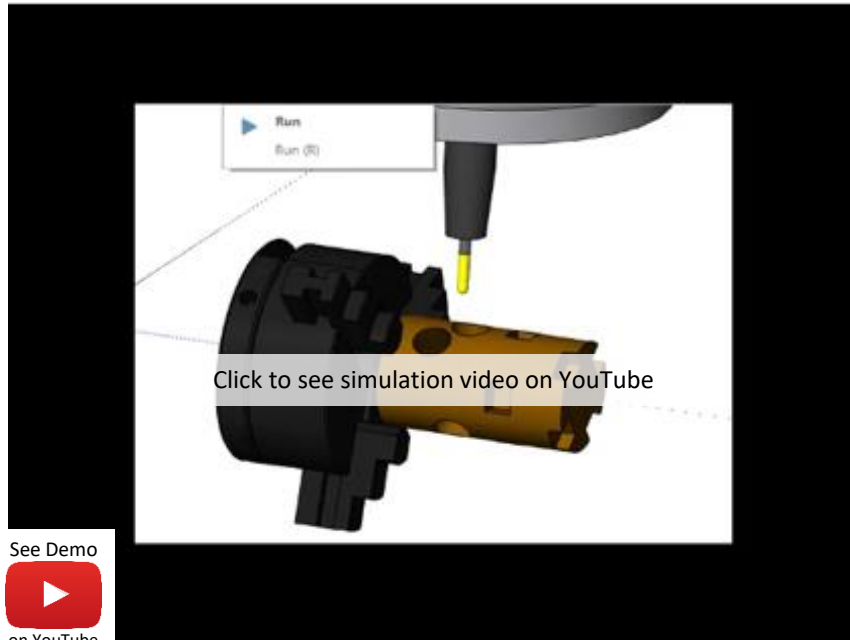 Run
Run (R)
Click to see simulation video on YouTube
See Demo
on YouTube